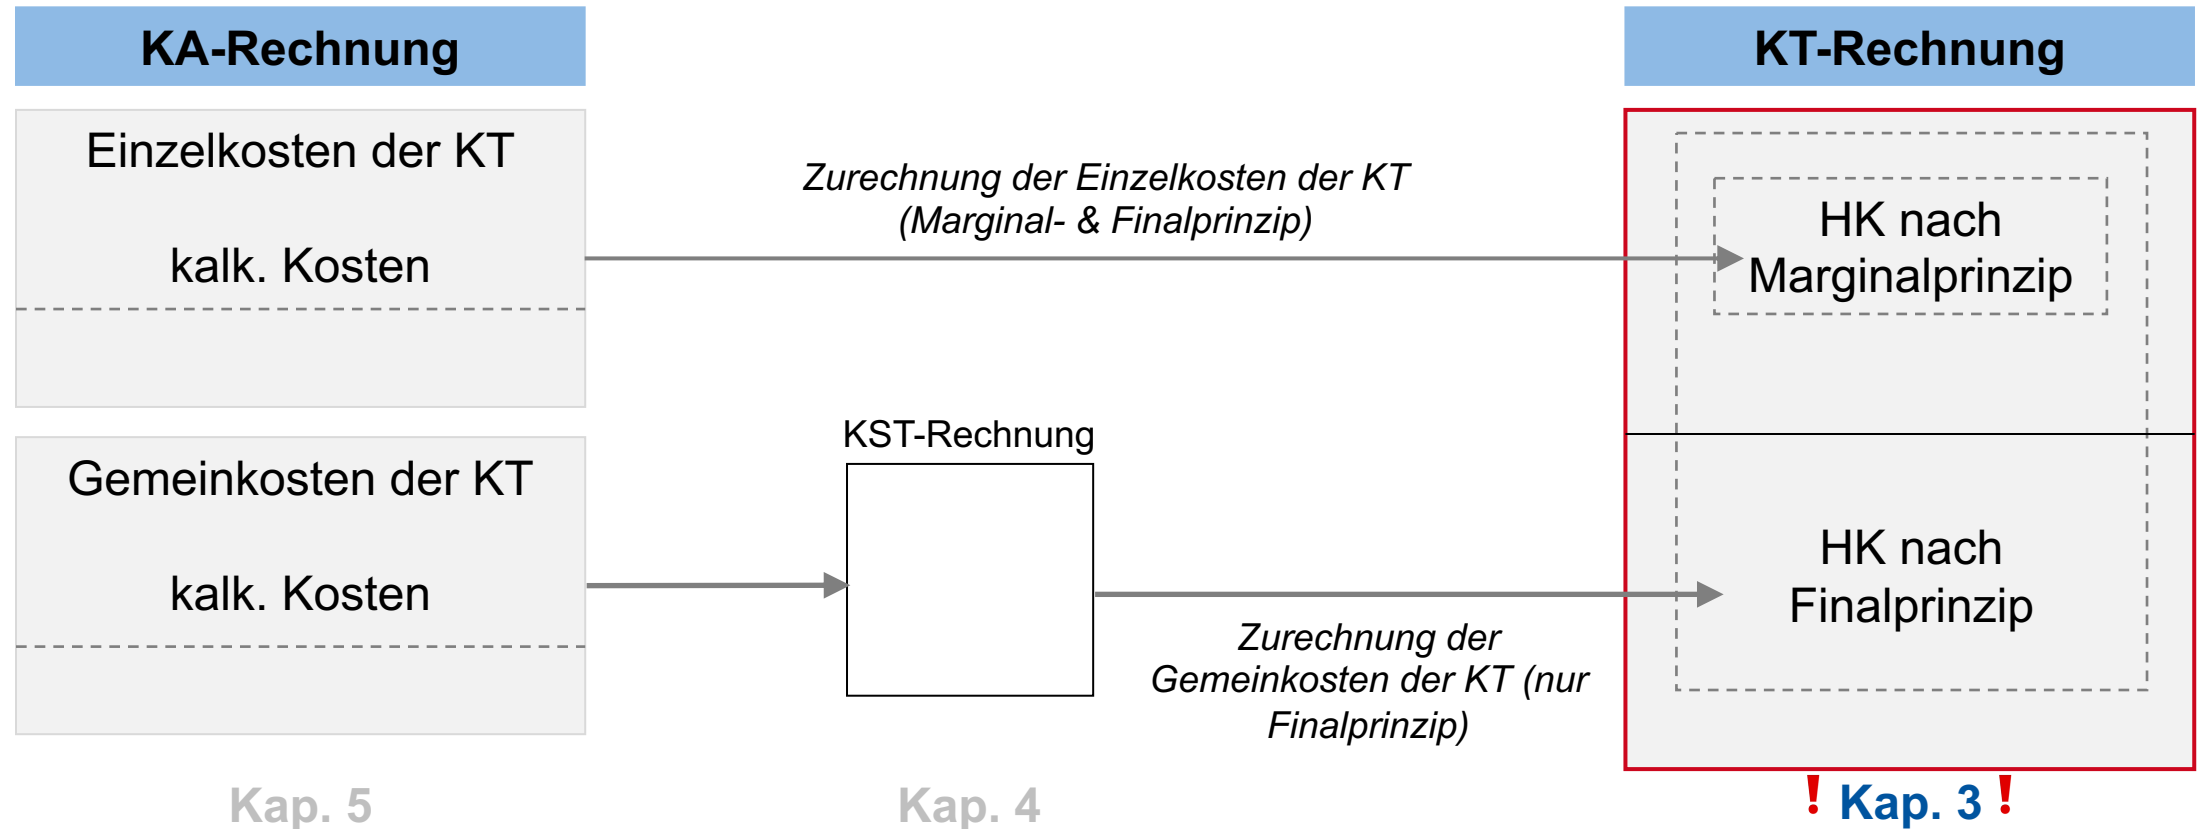 KA-Rechnung
KT-Rechnung
Einzelkosten der KT
kalk. Kosten
Zurechnung der Einzelkosten der KT
(Marginal- & Finalprinzip)
HK nach
Marginalprinzip
Gemeinkosten der KT
kalk. Kosten
KST-Rechnung
Zurechnung der
Gemeinkosten der KT (nur
Finalprinzip)
HK nach
Finalprinzip
Kap. 5
Kap. 4
! Kap. 3 !